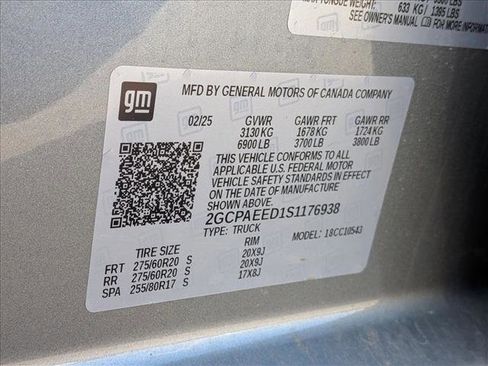 633 KG / 1395 LBS
SEE OWNER'S MANUAL FOR MORE INFORMATION
gm
MFD BY GENERAL MOTORS OF CANADA COMPANY
02/25 GVWR GAWR FRT GAWR RR
3130 KG 1678 KG 1724 KG
6900 LB 3700 LB 3800 LB
THIS VEHICLE CONFORMS TO ALL
APPLICABLE U.S. FEDERAL MOTOR
VEHICLE SAFETY STANDARDS IN EFFECT
ON THE DATE OF MANUFACTURE SHOWN ABOVE.
2GCPAEED1S1176938
TYPE: TRUCK 18CC10543
TIRE SIZE RIM
FRT 275/60R20 S 20X9J
RR 275/60R20 S 20X9J
SPA 255/80R17 S 17X8J